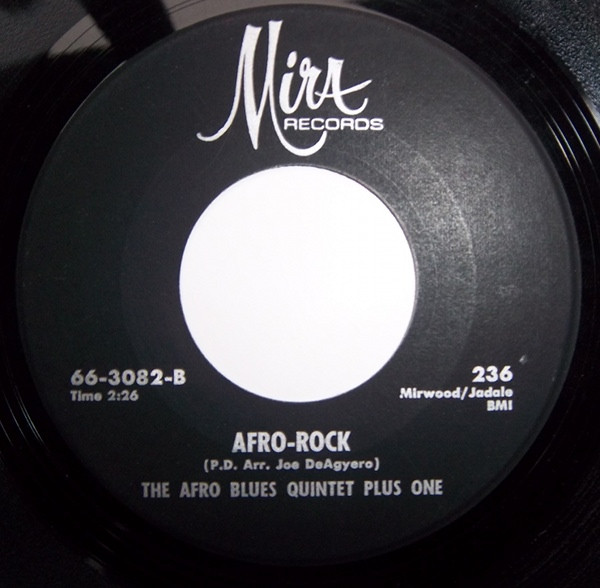 Mira
RECORDS
66-3082-B
Time 2:26
236
Mirwood/Jadale
BMI
AFRO-ROCK
(P.D. Arr. Joe DeAgyero)
THE AFRO BLUES QUINTET PLUS ONE